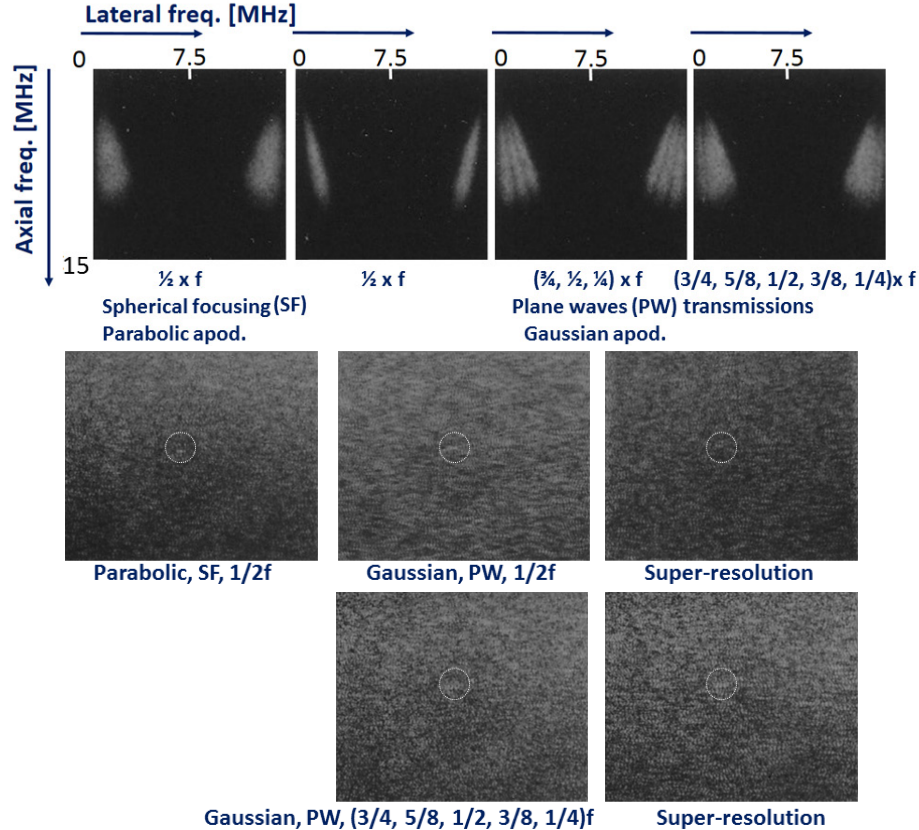 Lateral freq. [MHz]
0 7.5 0 7.5 0 7.5 0 7.5
Axial freq. [MHz]
15
½ x f ½ x f (¾, ½, ¼) x f (3/4, 5/8, 1/2, 3/8, 1/4)x f
Spherical focusing (SF) Plane waves (PW) transmissions
Parabolic apod. Gaussian apod.
Parabolic, SF, 1/2f Gaussian, PW, 1/2f Super-resolution
Gaussian, PW, (3/4, 5/8, 1/2, 3/8, 1/4)f Super-resolution